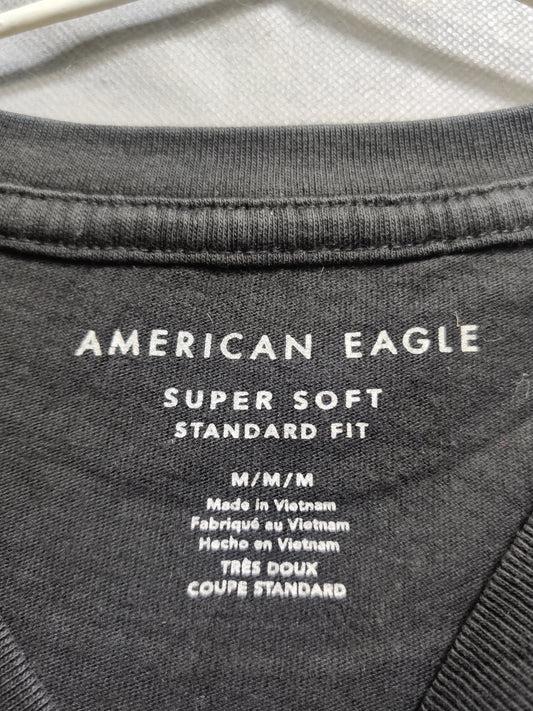 AMERICAN EAGLE
SUPER SOFT
STANDARD FIT
M/M/M
Made in Vietnam
Fabriqué au Vietnam
Hecho en Vietnam
TRÈS DOUX
COUPE STANDARD